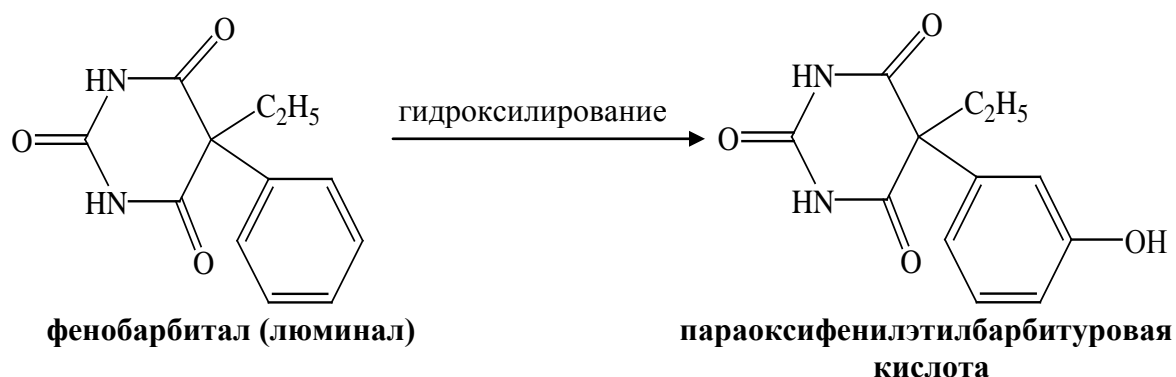 O
O
HN
HN
C₂H₅
C₂H₅
гидроксилирование
O
O
HN
HN
OH
O
O
фенобарбитал (люминал)
параоксифенилэтилбарбитуровая
кислота